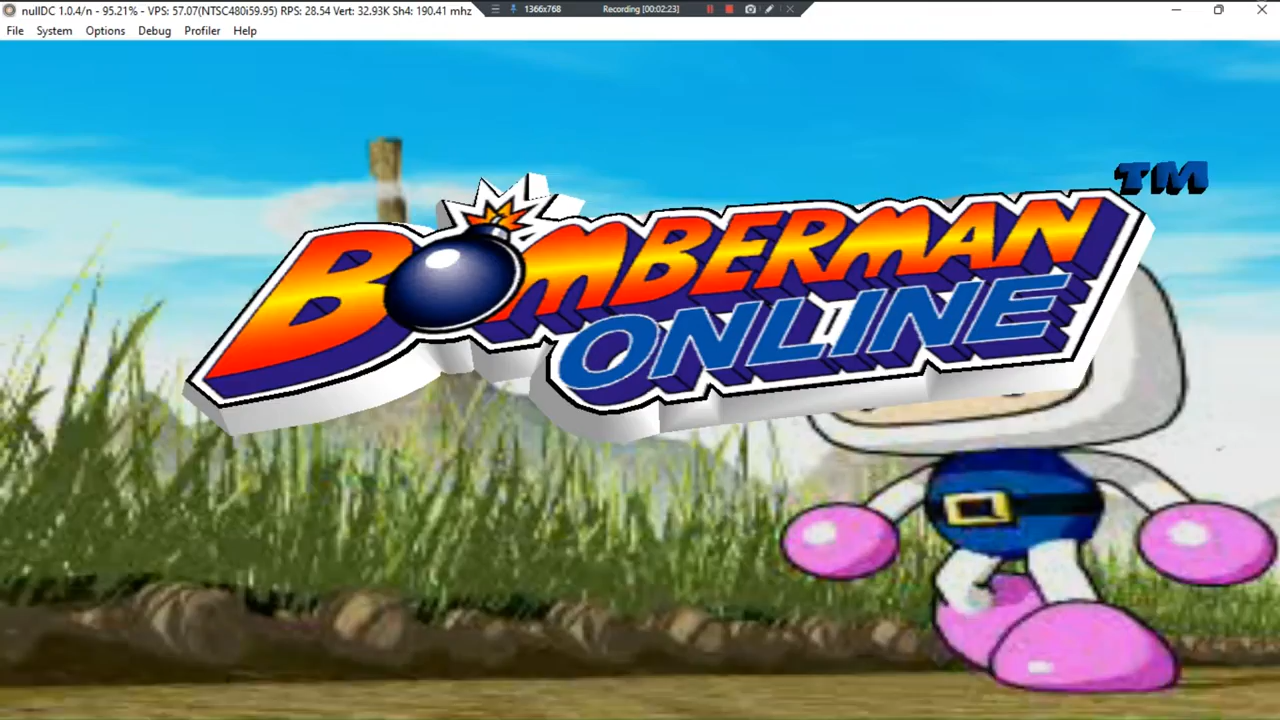 nullDC 1.0.4/n - 95.21% - VPS: 57.07(NTSC480i59.95) RPS: 28.54 Vert: 32.93K Sh4: 190.41 mhz
1366x768
Recording [00:02:23]
File System Options Debug Profiler Help
TM
BOMBERMAN
ONLINE